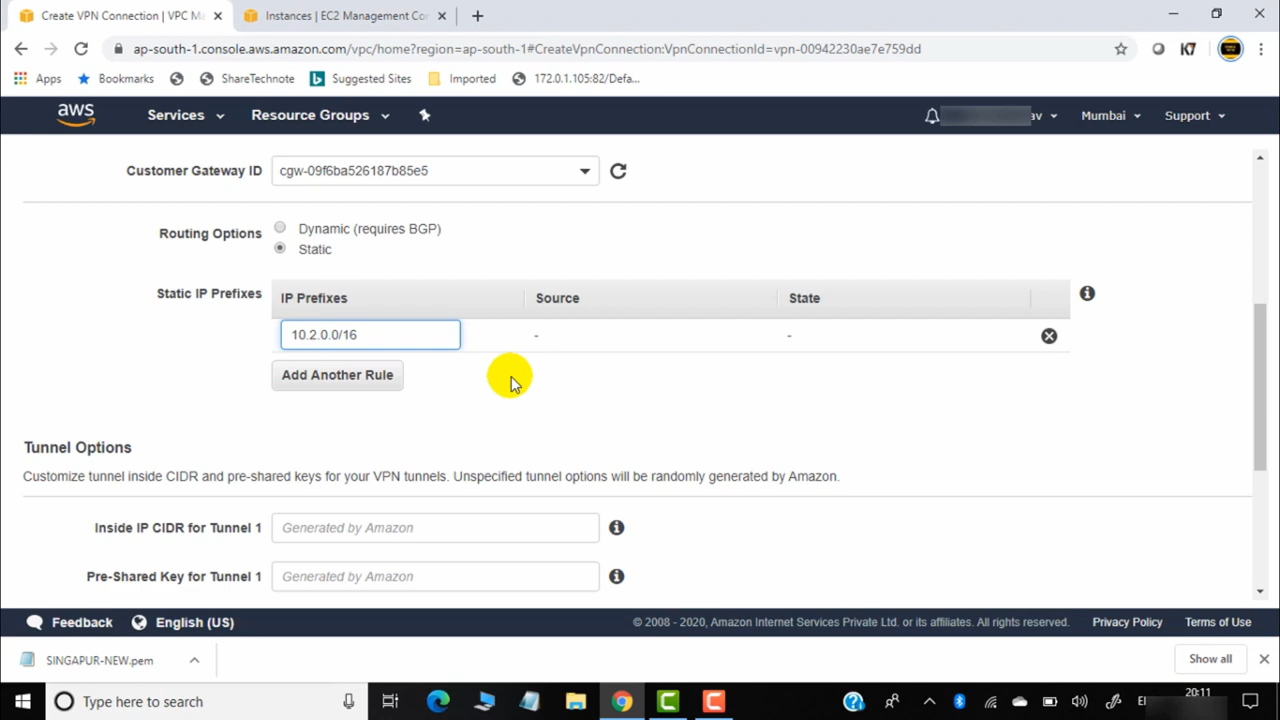 Create VPN Connection | VPC Ma
Instances | EC2 Management Con
ap-south-1.console.aws.amazon.com/vpc/home?region=ap-south-1#CreateVpnConnection:VpnConnectionId=vpn-00942230ae7e759dd
K7
Apps Bookmarks ShareTechnote Suggested Sites Imported 172.0.1.105:82/Defa...
aws Services Resource Groups av Mumbai Support
Customer Gateway ID cgw-09f6ba526187b85e5
Routing Options
Dynamic (requires BGP)
Static
Static IP Prefixes
IP Prefixes Source State
10.2.0.0/16 - -
Add Another Rule
Tunnel Options
Customize tunnel inside CIDR and pre-shared keys for your VPN tunnels. Unspecified tunnel options will be randomly generated by Amazon.
Inside IP CIDR for Tunnel 1 Generated by Amazon
Pre-Shared Key for Tunnel 1 Generated by Amazon
Feedback English (US) © 2008 - 2020, Amazon Internet Services Private Ltd. or its affiliates. All rights reserved. Privacy Policy Terms of Use
SINGAPUR-NEW.pem Show all
Type here to search
20:11